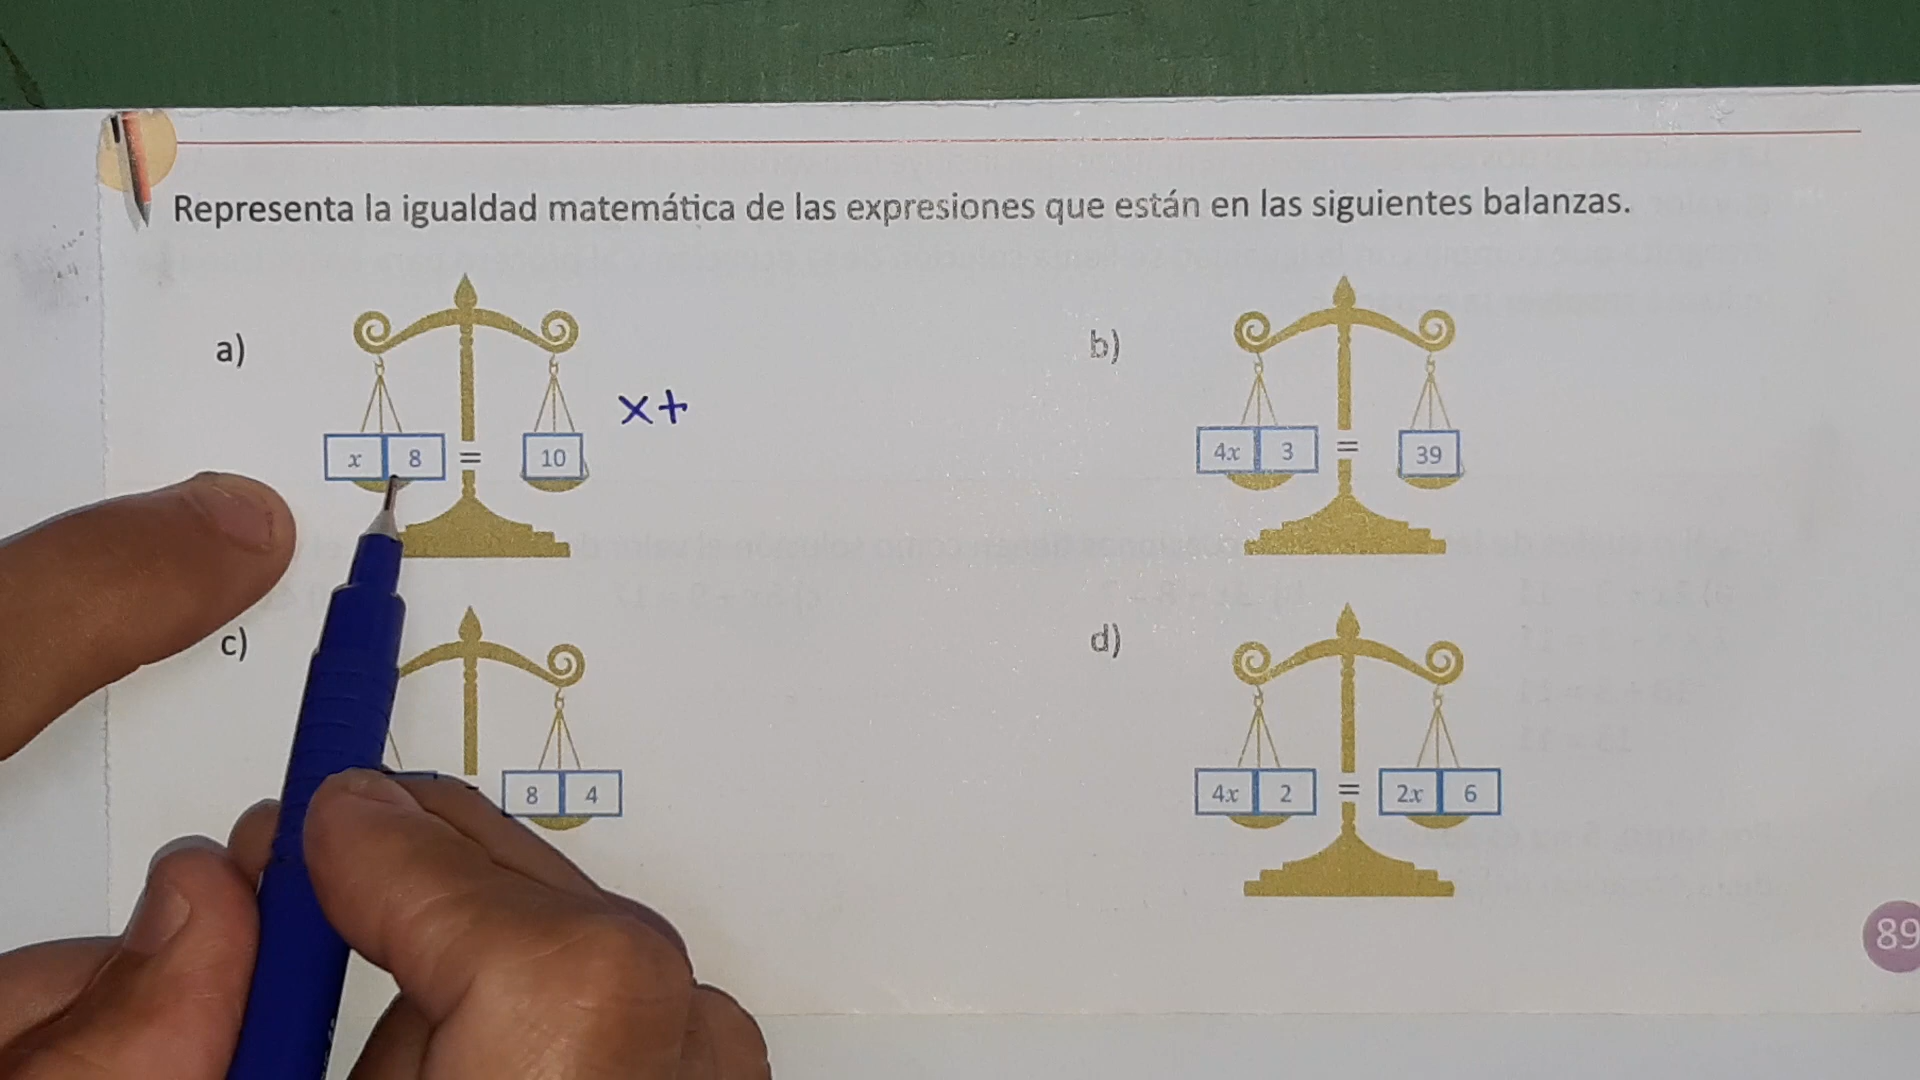 Representa la igualdad matemática de las expresiones que están en las siguientes balanzas.
a)
x 8 = 10
x+
b)
4x 3 = 39
c)
8 4
d)
4x 2 = 2x 6
89